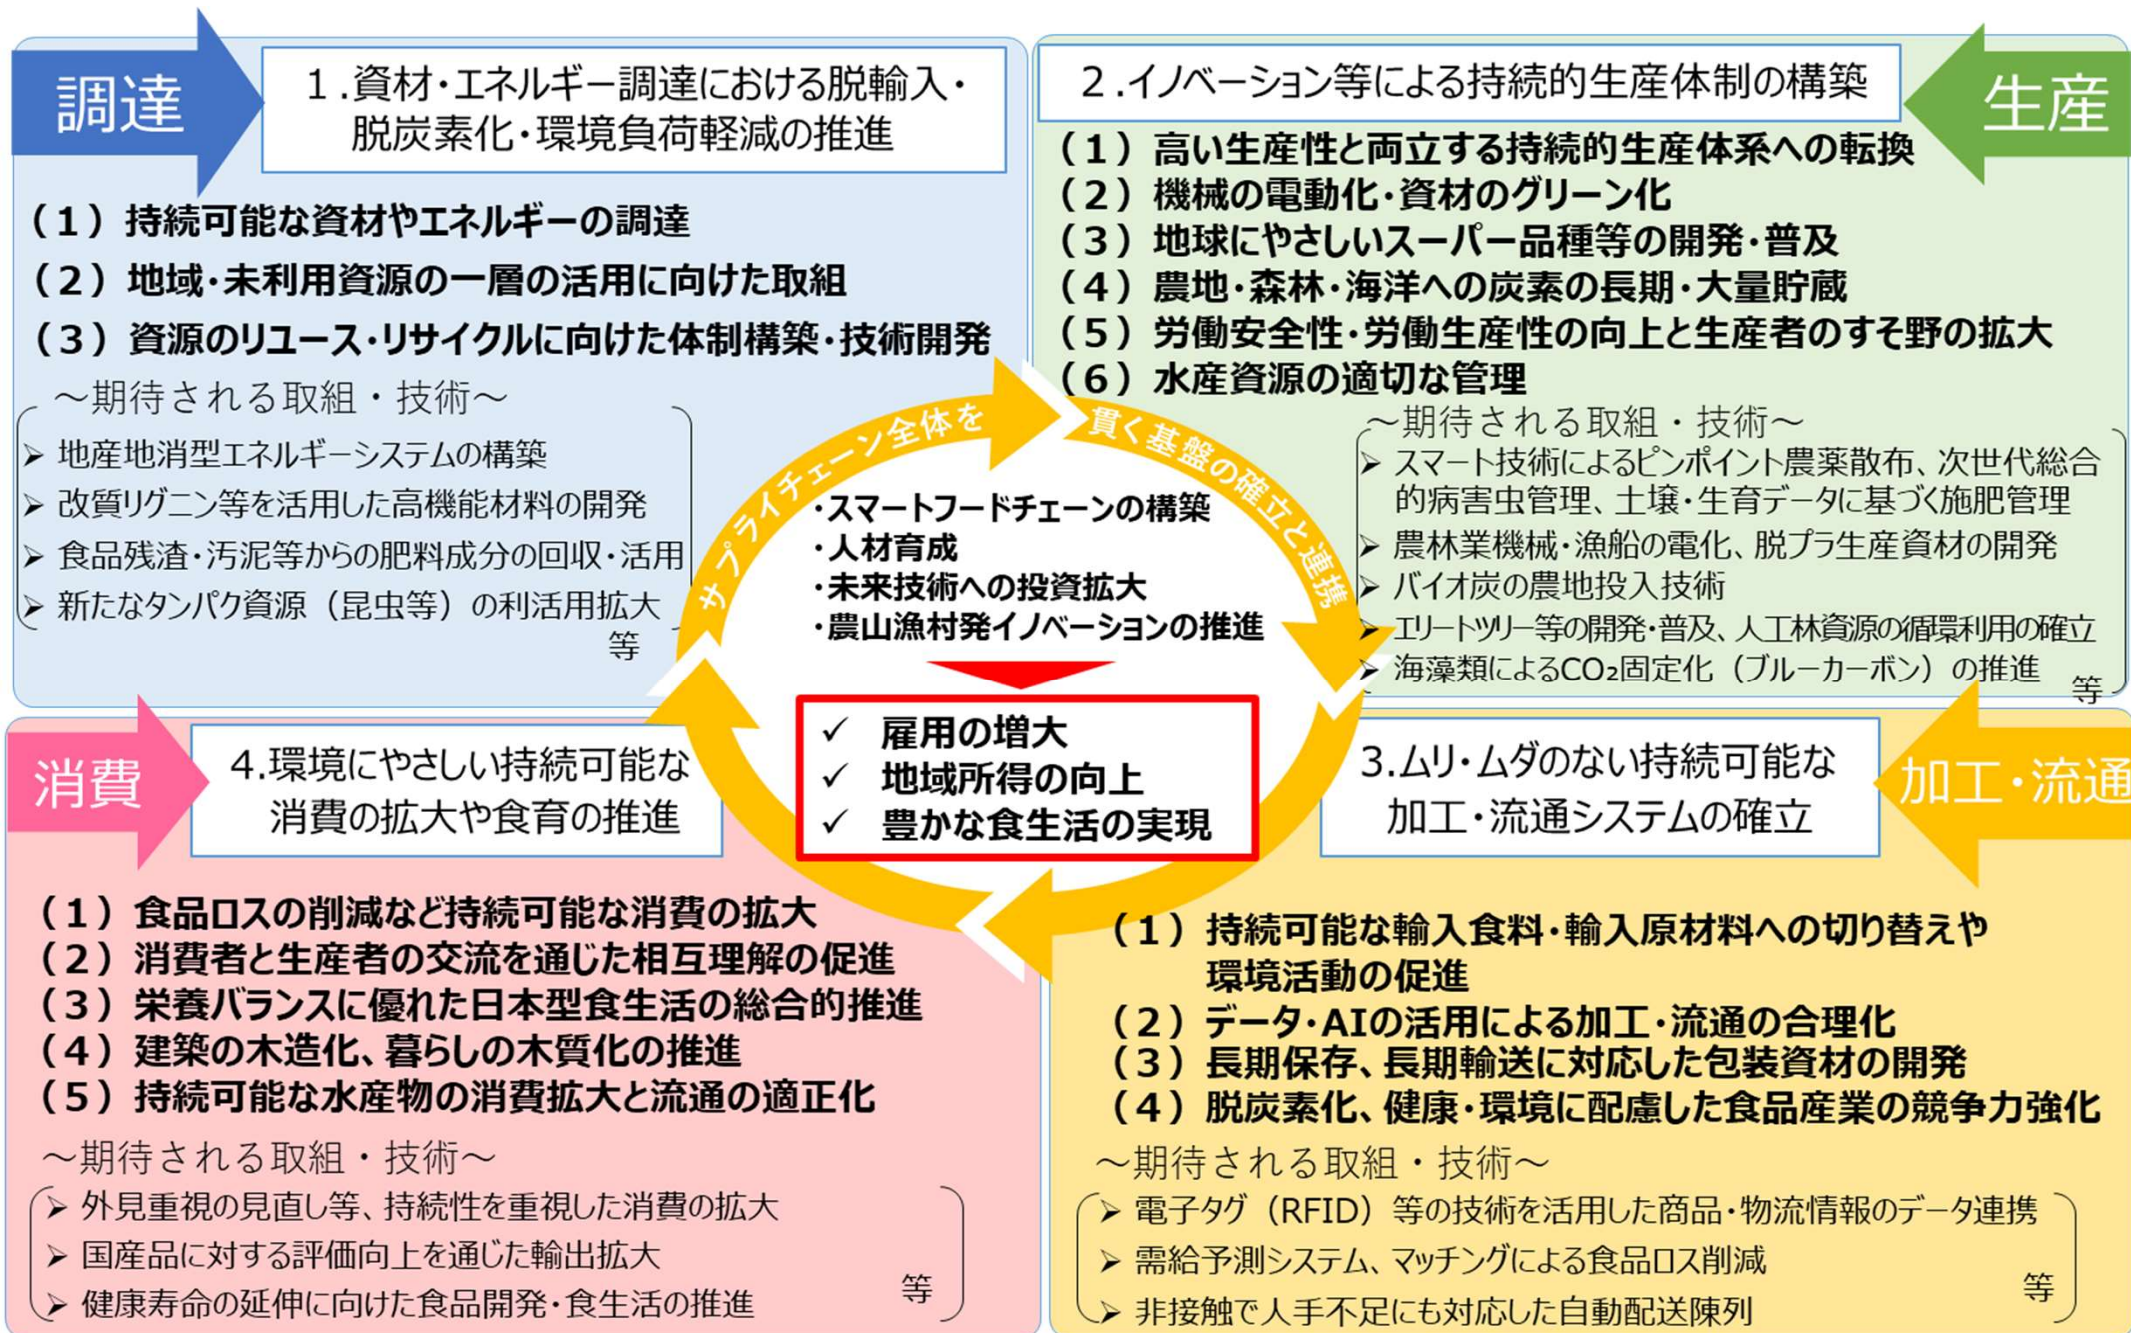 調達
1.資材・エネルギー調達における脱輸入・
脱炭素化・環境負荷軽減の推進
（1）持続可能な資材やエネルギーの調達
（2）地域・未利用資源の一層の活用に向けた取組
（3）資源のリユース・リサイクルに向けた体制構築・技術開発
～期待される取組・技術～
➢ 地産地消型エネルギーシステムの構築
➢ 改質リグニン等を活用した高機能材料の開発
➢ 食品残渣・汚泥等からの肥料成分の回収・活用
➢ 新たなタンパク資源（昆虫等）の利活用拡大
等
生産
2.イノベーション等による持続的生産体制の構築
（1）高い生産性と両立する持続的生産体系への転換
（2）機械の電動化・資材のグリーン化
（3）地球にやさしいスーパー品種等の開発・普及
（4）農地・森林・海洋への炭素の長期・大量貯蔵
（5）労働安全性・労働生産性の向上と生産者のすそ野の拡大
（6）水産資源の適切な管理
～期待される取組・技術～
➢ スマート技術によるピンポイント農薬散布、次世代総合
的病害虫管理、土壌・生育データに基づく施肥管理
➢ 農林業機械・漁船の電化、脱プラ生産資材の開発
➢ バイオ炭の農地投入技術
➢ エリートツリー等の開発・普及、人工林資源の循環利用の確立
➢ 海藻類によるCO₂固定化（ブルーカーボン）の推進
等
サプライチェーン全体を
貫く基盤の確立と連携
・スマートフードチェーンの構築
・人材育成
・未来技術への投資拡大
・農山漁村発イノベーションの推進
✓ 雇用の増大
✓ 地域所得の向上
✓ 豊かな食生活の実現
消費
4.環境にやさしい持続可能な
消費の拡大や食育の推進
（1）食品ロスの削減など持続可能な消費の拡大
（2）消費者と生産者の交流を通じた相互理解の促進
（3）栄養バランスに優れた日本型食生活の総合的推進
（4）建築の木造化、暮らしの木質化の推進
（5）持続可能な水産物の消費拡大と流通の適正化
～期待される取組・技術～
➢ 外見重視の見直し等、持続性を重視した消費の拡大
➢ 国産品に対する評価向上を通じた輸出拡大
➢ 健康寿命の延伸に向けた食品開発・食生活の推進
等
加工・流通
3.ムリ・ムダのない持続可能な
加工・流通システムの確立
（1）持続可能な輸入食料・輸入原材料への切り替えや
環境活動の促進
（2）データ・AIの活用による加工・流通の合理化
（3）長期保存、長期輸送に対応した包装資材の開発
（4）脱炭素化、健康・環境に配慮した食品産業の競争力強化
～期待される取組・技術～
➢ 電子タグ（RFID）等の技術を活用した商品・物流情報のデータ連携
➢ 需給予測システム、マッチングによる食品ロス削減
➢ 非接触で人手不足にも対応した自動配送陳列
等